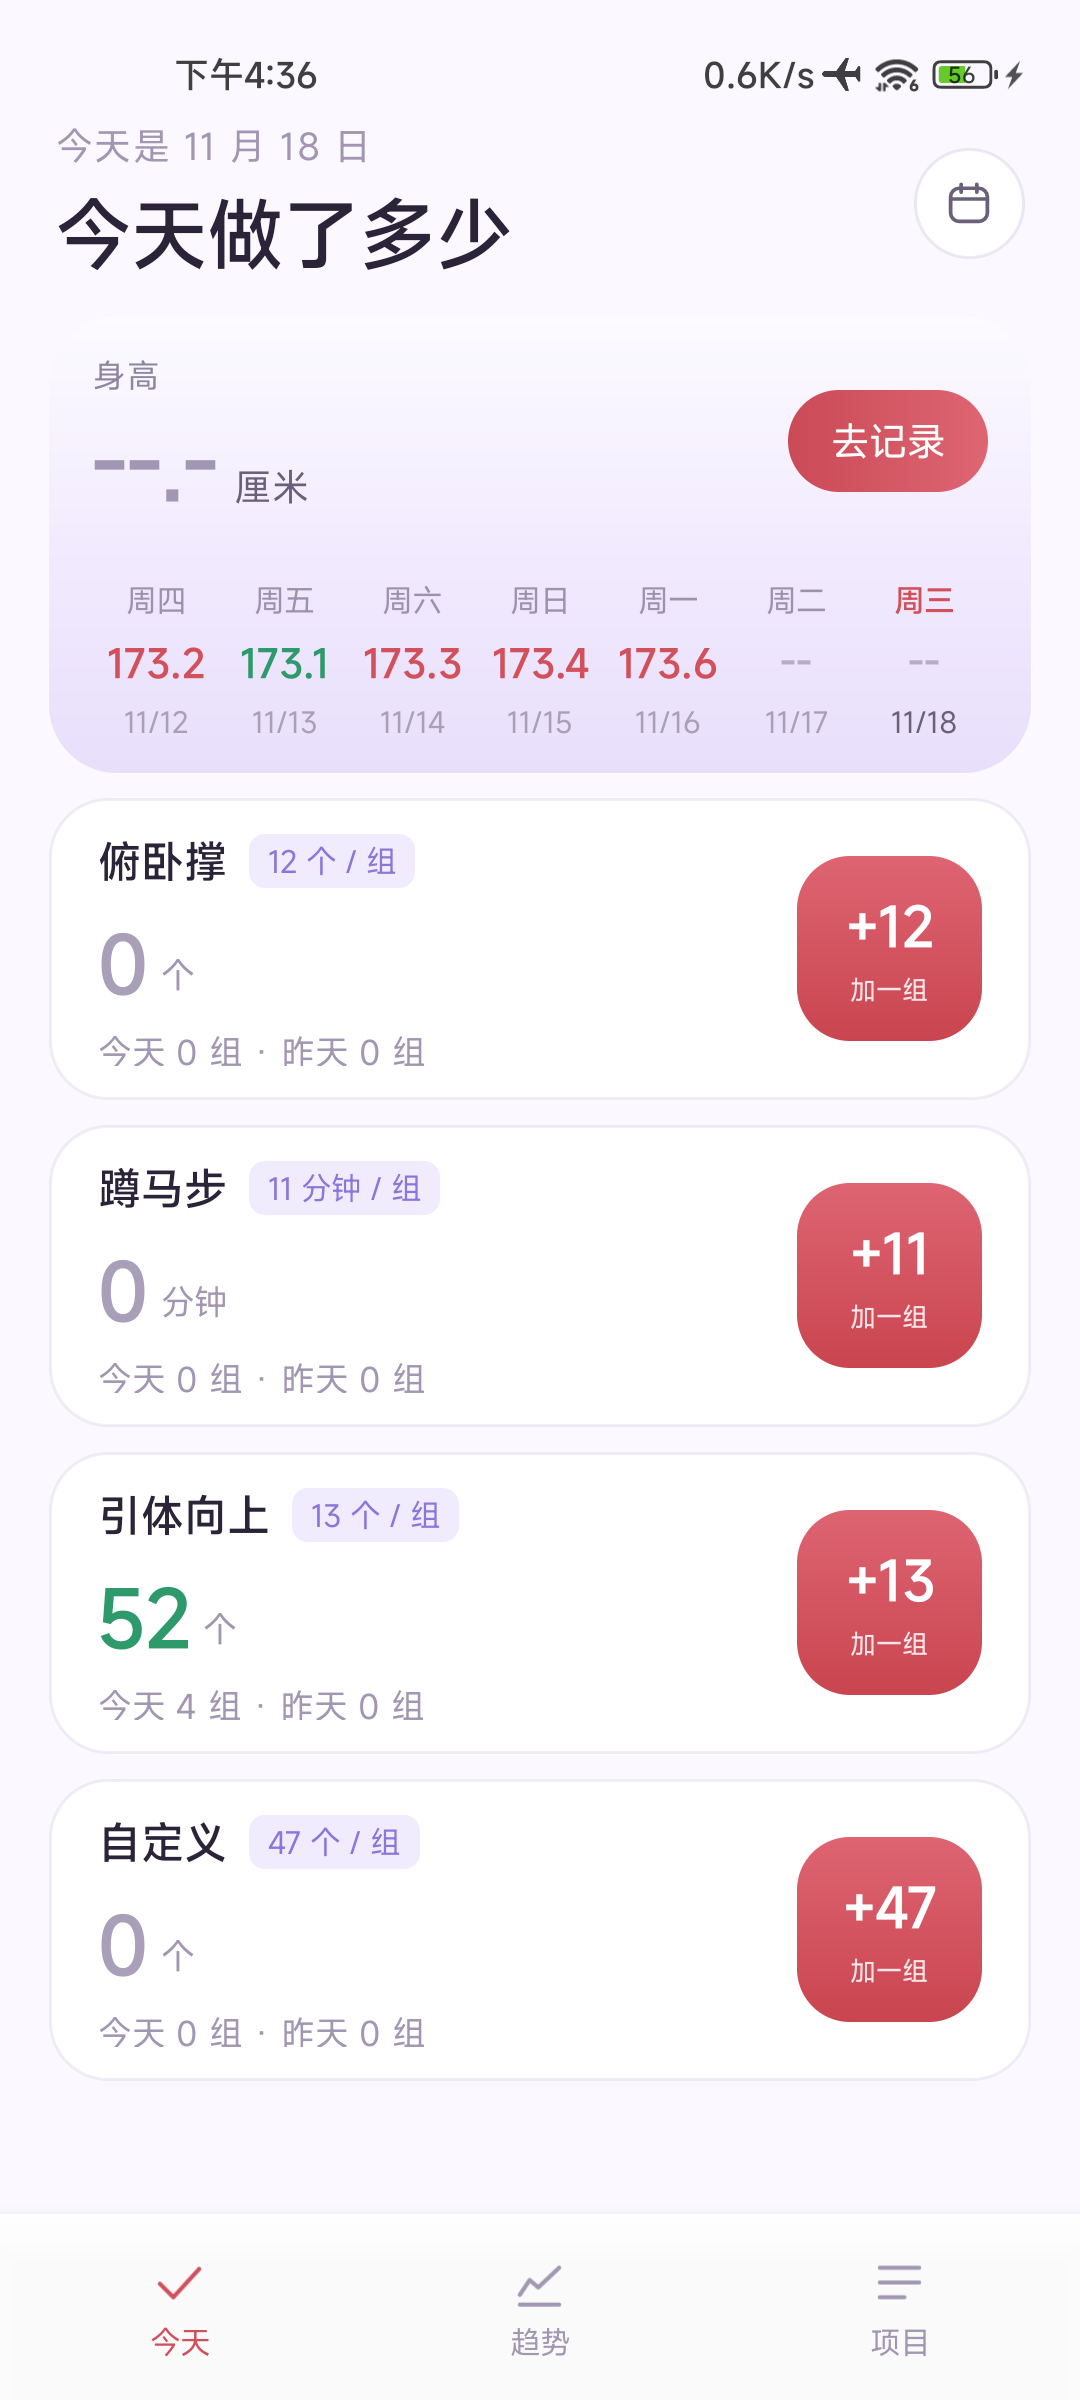 下午4:36 0.6K/s 6 56
今天是 11 月 18 日
今天做了多少
身高
--.- 厘米
去记录
周四 周五 周六 周日 周一 周二 周三
173.2 173.1 173.3 173.4 173.6 -- --
11/12 11/13 11/14 11/15 11/16 11/17 11/18
俯卧撑 12 个 / 组
0 个
今天 0 组 · 昨天 0 组
+12
加一组
蹲马步 11 分钟 / 组
0 分钟
今天 0 组 · 昨天 0 组
+11
加一组
引体向上 13 个 / 组
52 个
今天 4 组 · 昨天 0 组
+13
加一组
自定义 47 个 / 组
0 个
今天 0 组 · 昨天 0 组
+47
加一组
今天 趋势 项目